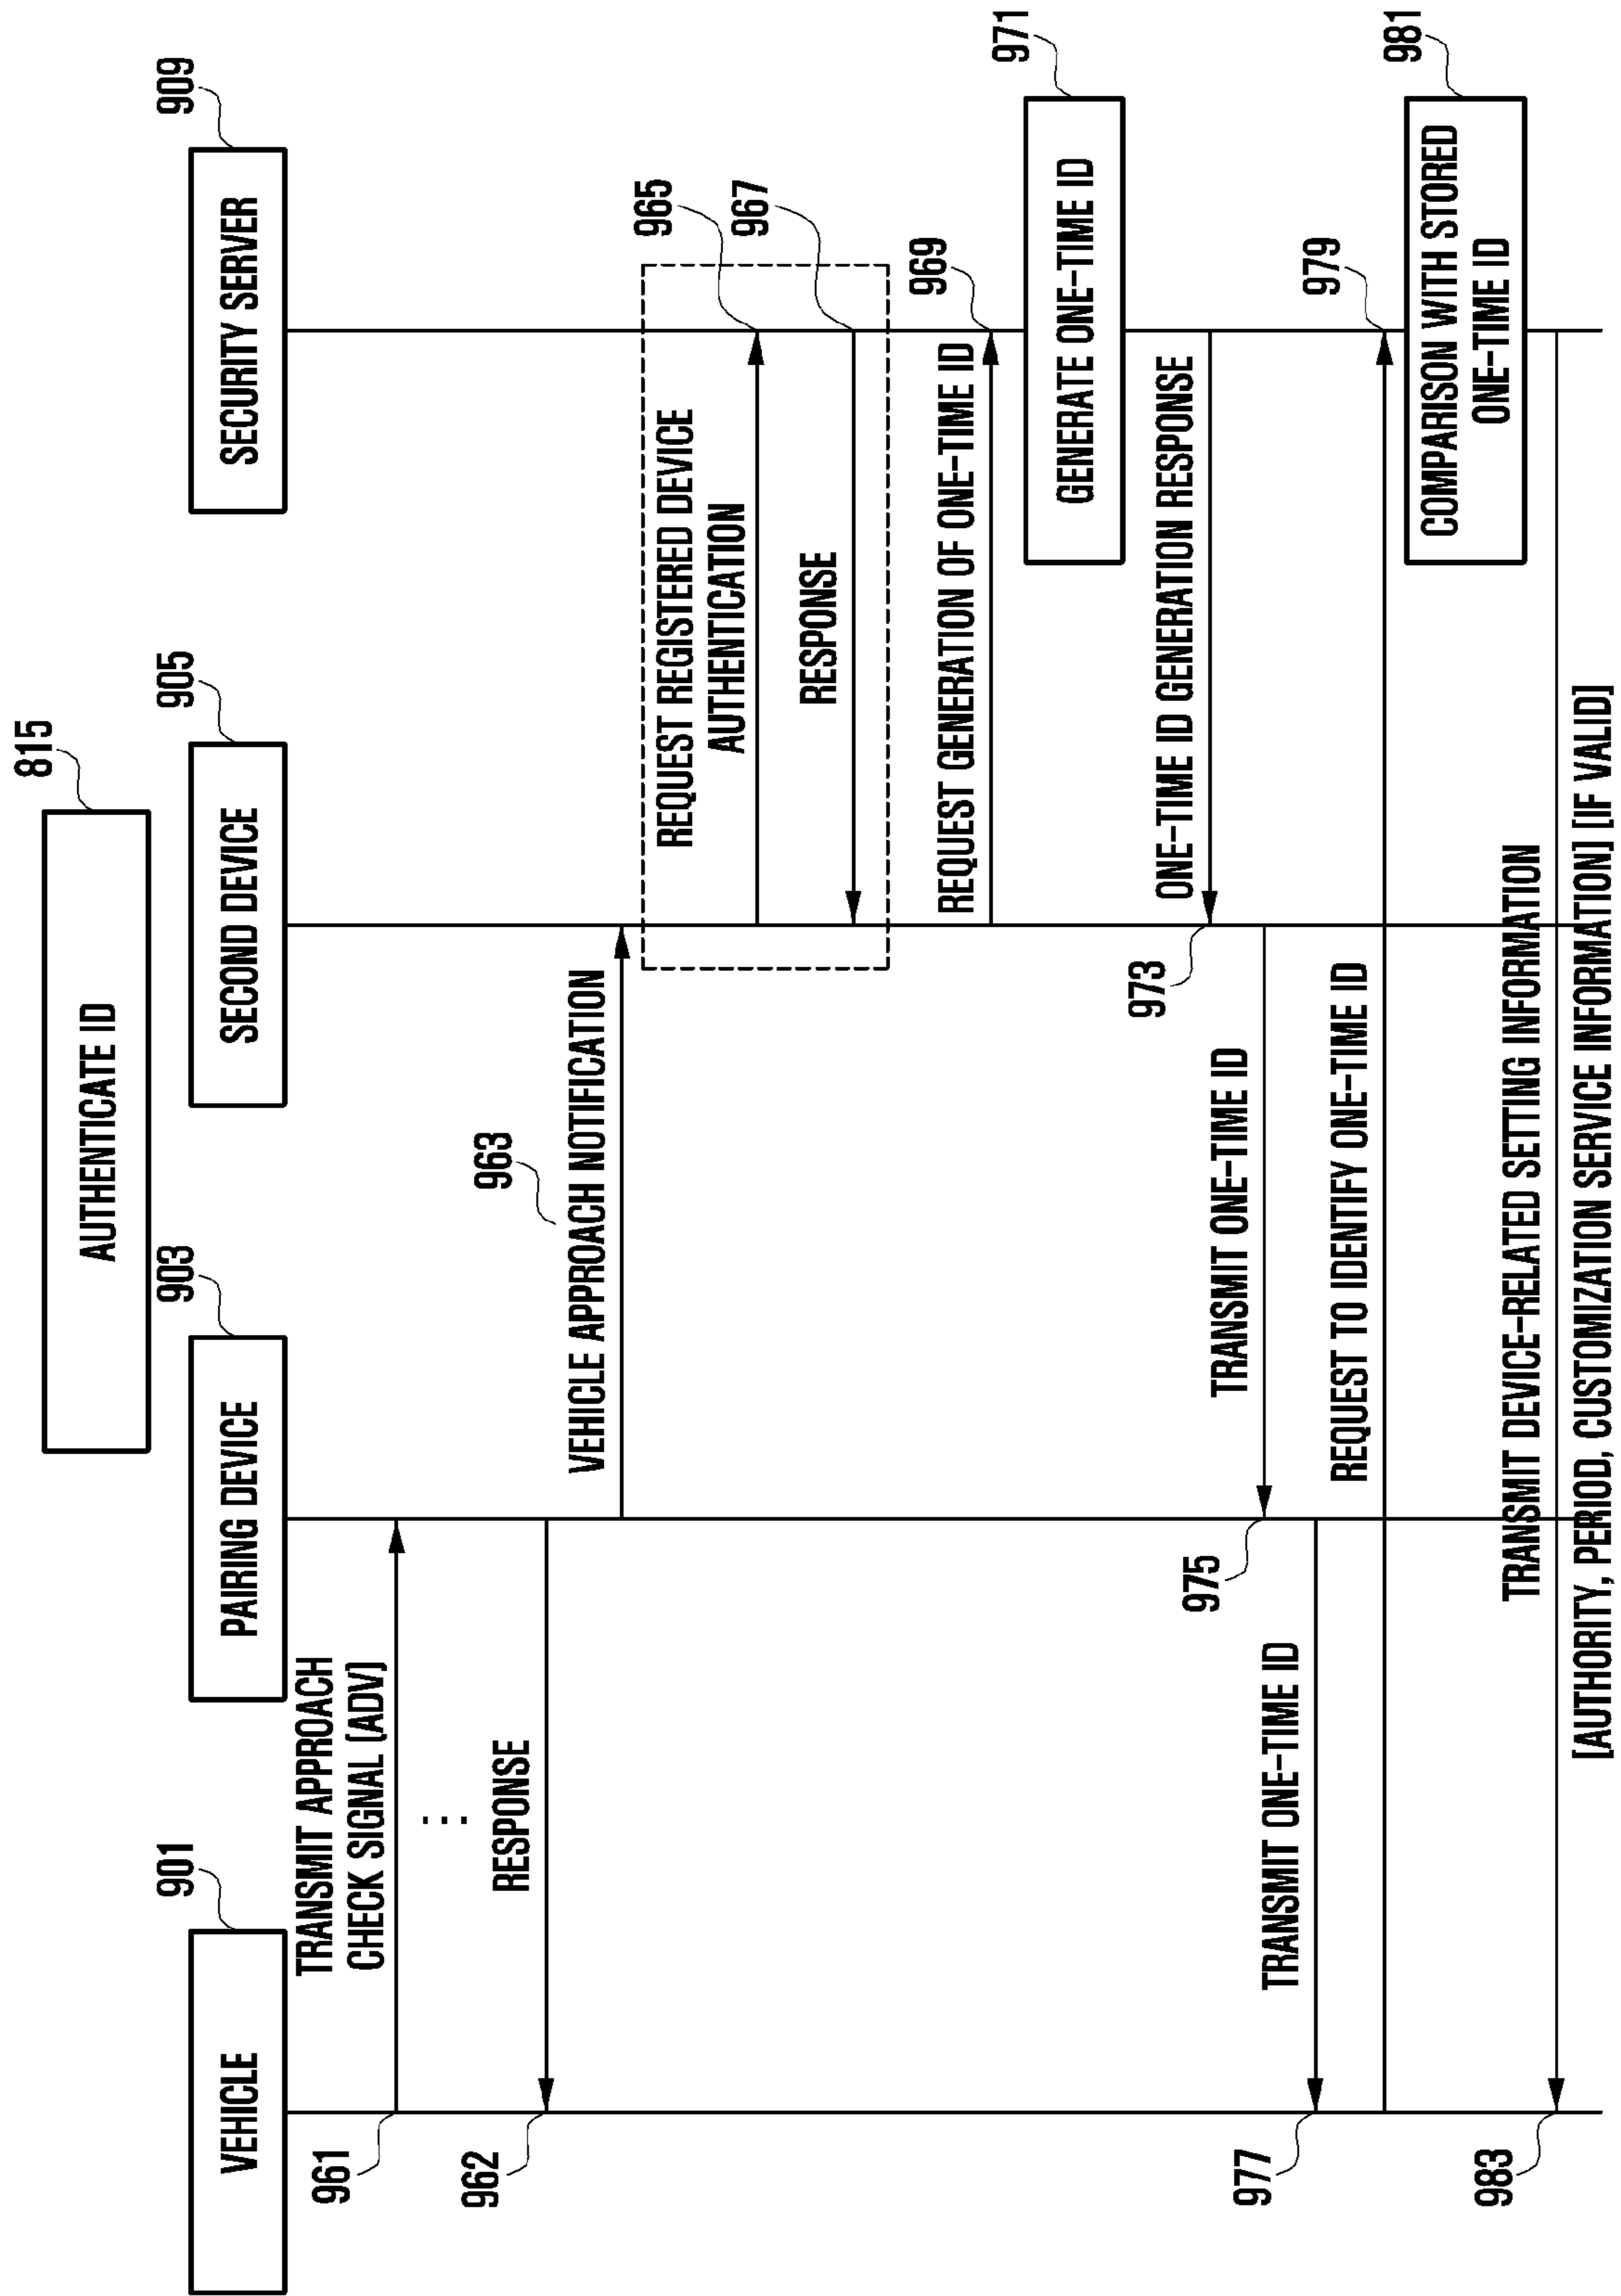 815
AUTHENTICATE ID
901
903
905
909
VEHICLE
PAIRING DEVICE
SECOND DEVICE
SECURITY SERVER
TRANSMIT APPROACH
CHECK SIGNAL (ADV)
961
...
RESPONSE
962
963
VEHICLE APPROACH NOTIFICATION
REQUEST REGISTERED DEVICE
AUTHENTICATION
965
RESPONSE
967
REQUEST GENERATION OF ONE-TIME ID
969
GENERATE ONE-TIME ID
971
ONE-TIME ID GENERATION RESPONSE
973
TRANSMIT ONE-TIME ID
975
TRANSMIT ONE-TIME ID
977
REQUEST TO IDENTIFY ONE-TIME ID
979
COMPARISON WITH STORED
ONE-TIME ID
981
TRANSMIT DEVICE-RELATED SETTING INFORMATION
983
[AUTHORITY, PERIOD, CUSTOMIZATION SERVICE INFORMATION] [IF VALID]